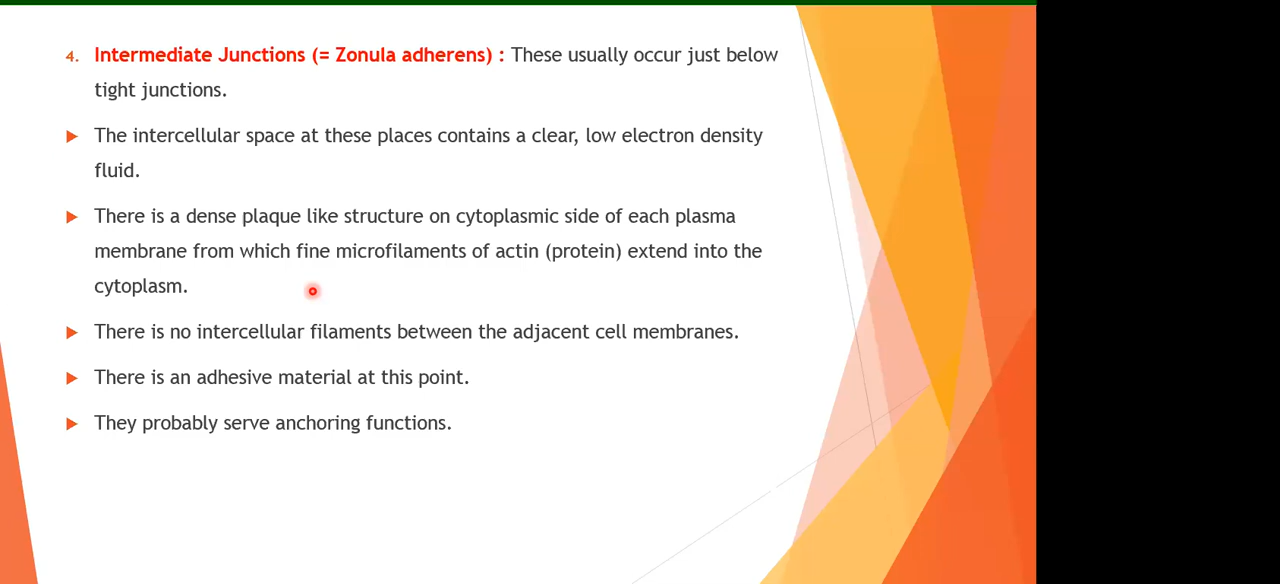 4. Intermediate Junctions (= Zonula adherens) : These usually occur just below
tight junctions.
The intercellular space at these places contains a clear, low electron density
fluid.
There is a dense plaque like structure on cytoplasmic side of each plasma
membrane from which fine microfilaments of actin (protein) extend into the
cytoplasm.
There is no intercellular filaments between the adjacent cell membranes.
There is an adhesive material at this point.
They probably serve anchoring functions.